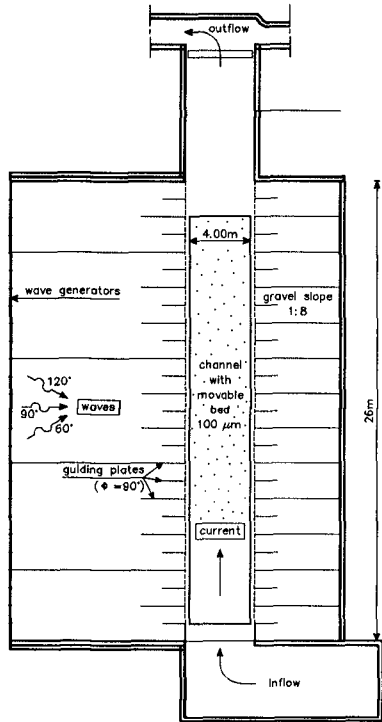 outflow
4.00m
wave generators
gravel slope
1:8
channel
with
movable
bed
100 µm
120°
90°
waves
60°
26m
guiding plates
(Φ =90°)
current
Inflow